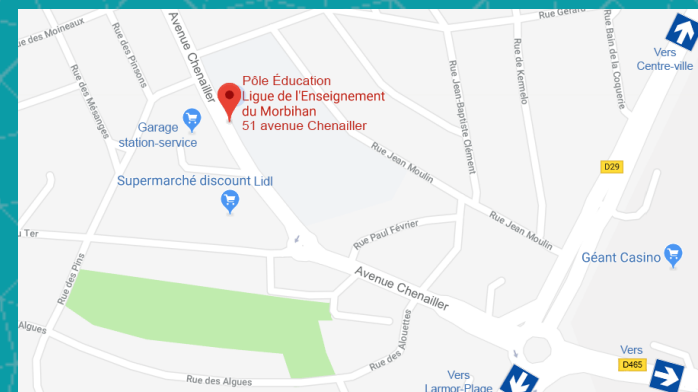 Rue des Moineaux
Rue des Pinsons
Avenue Chenailler
Rue Gérard
Rue Bain de la Coquerie
Vers
Centre-ville
Rue des Mésanges
Pôle Éducation
Ligue de l'Enseignement
du Morbihan
51 avenue Chenailler
Rue de Kermelo
Rue Jean-Baptiste Clément
Garage
station-service
Rue Jean Moulin
D29
Supermarché discount Lidl
Rue Jean Moulin
Rue Paul Février
u Ter
Géant Casino
Rue des Pins
Avenue Chenailler
Algues
Rue des Alouettes
Vers
D465
Rue des Algues
Vers
Larmor-Plage